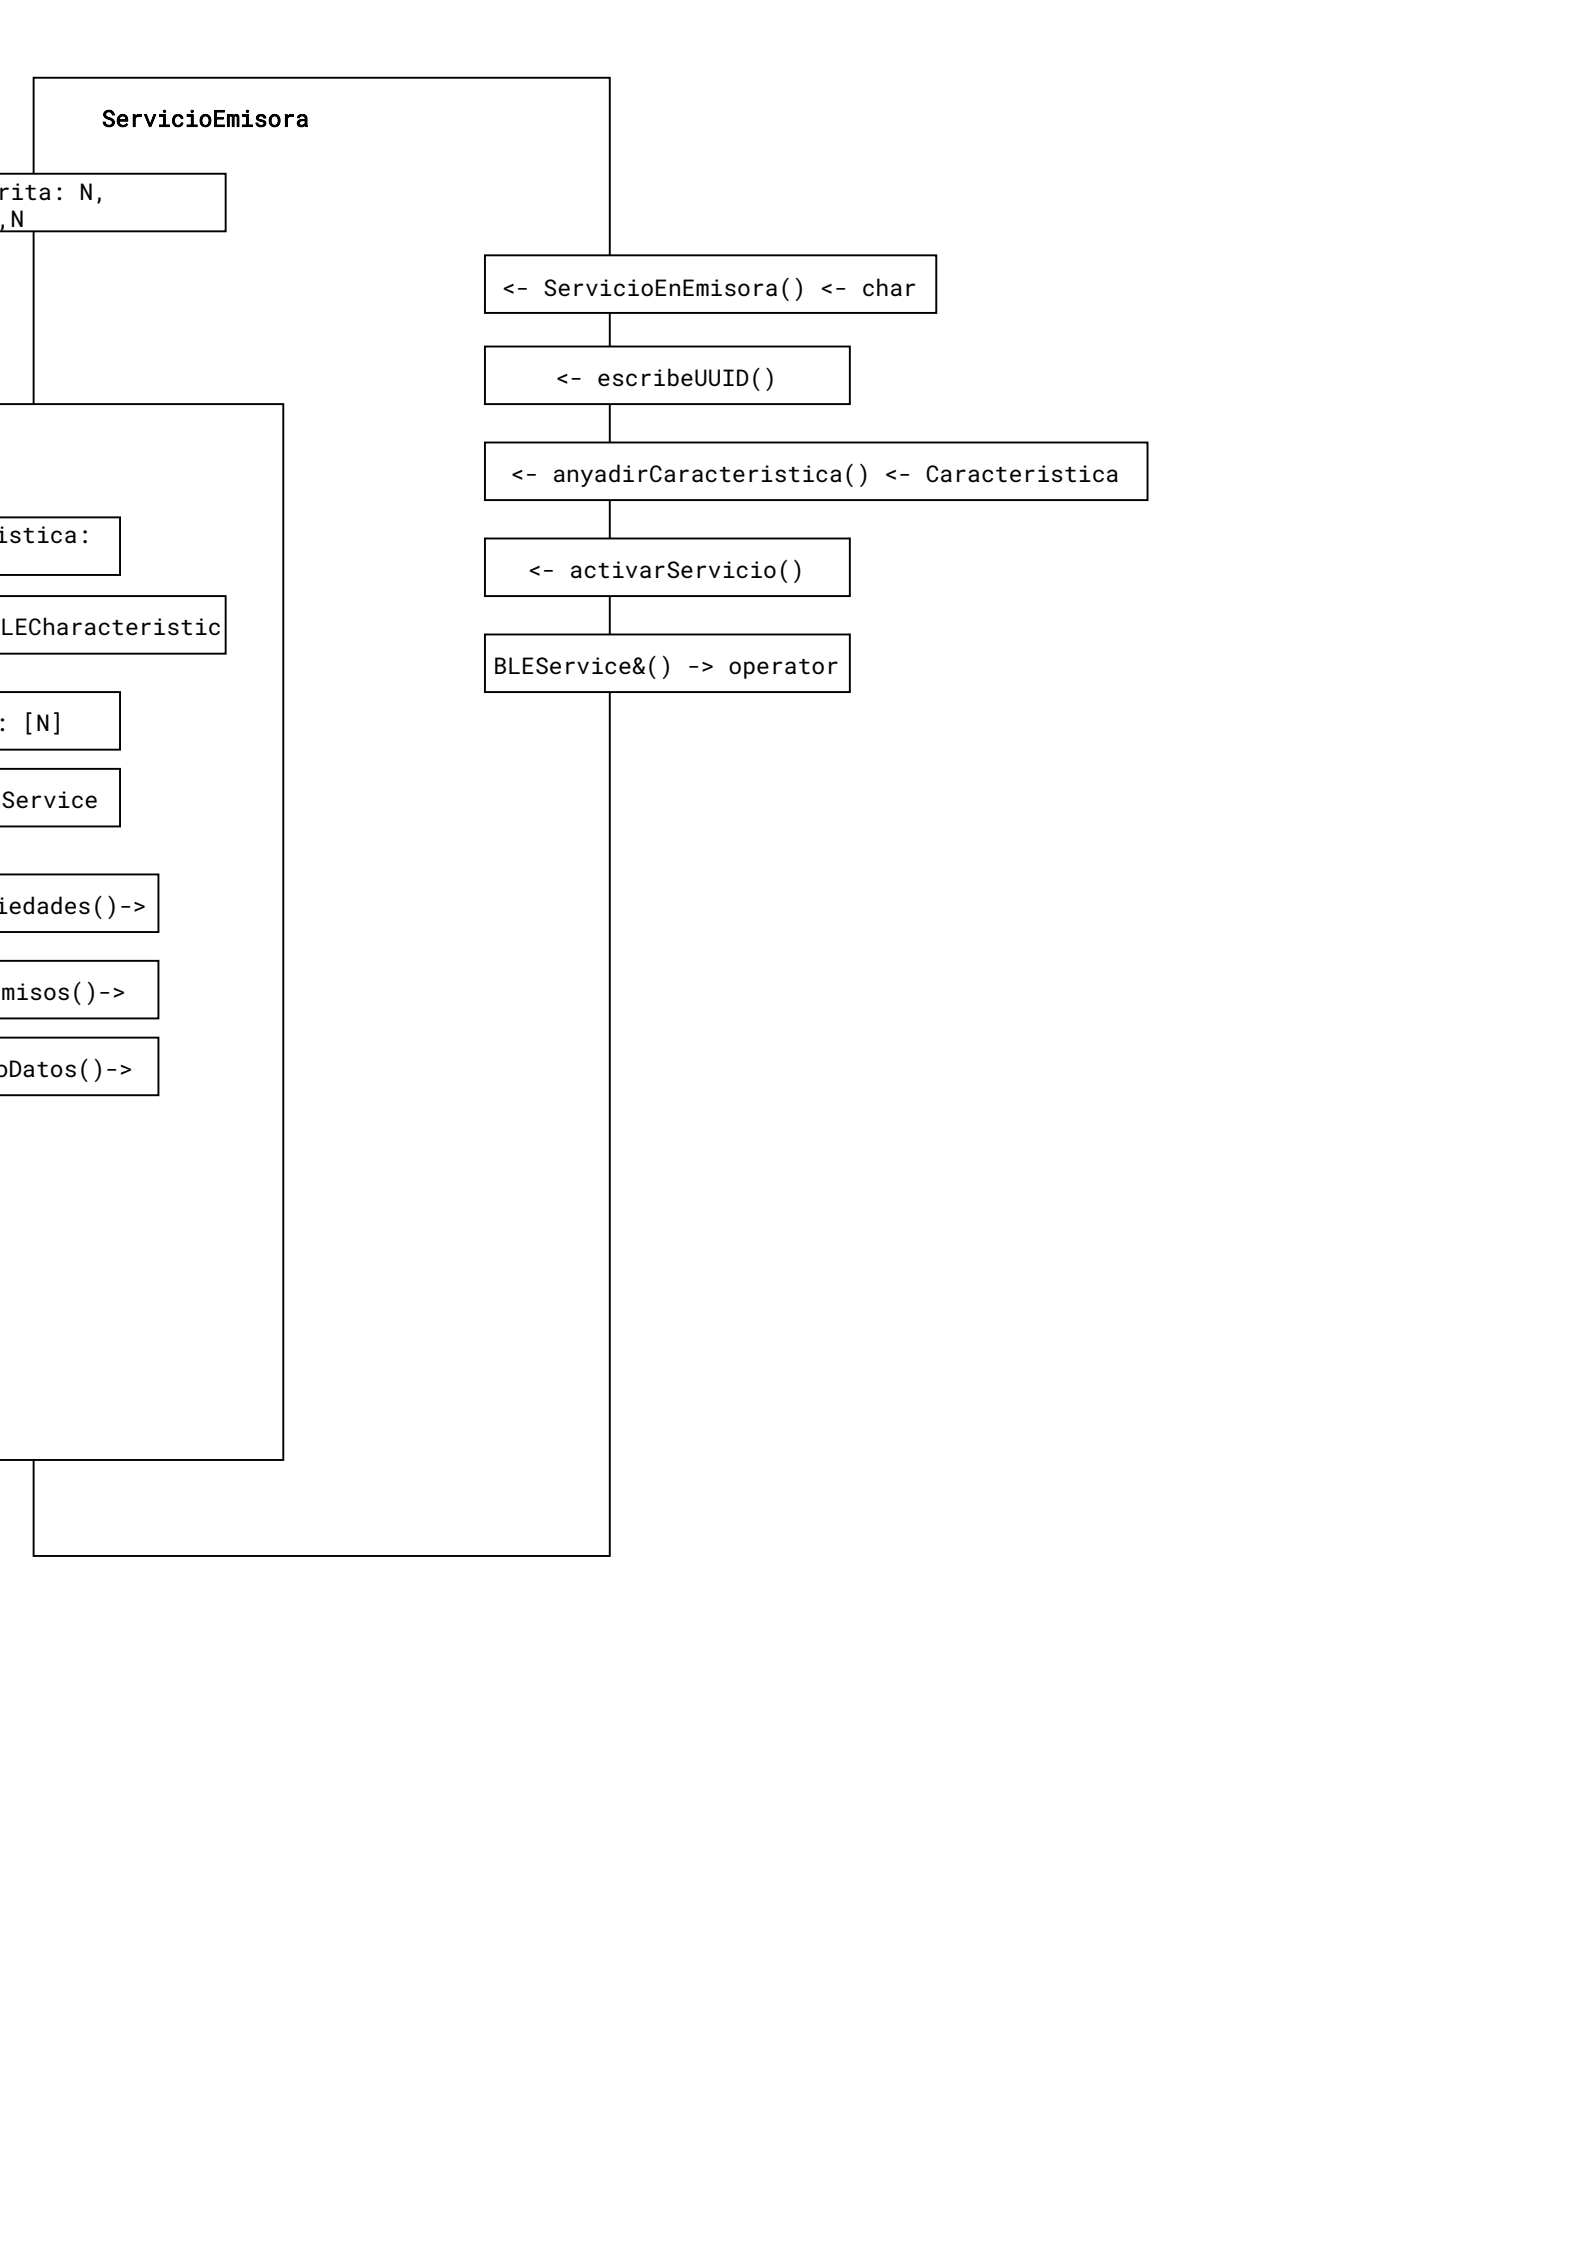 ServicioEmisora
rita: N,
,N
<- ServicioEnEmisora() <- char
<- escribeUUID()
<- anyadirCaracteristica() <- Caracteristica
istica:
<- activarServicio()
LECharacteristic
BLEService&() -> operator
: [N]
Service
iedades()->
misos()->
oDatos()->